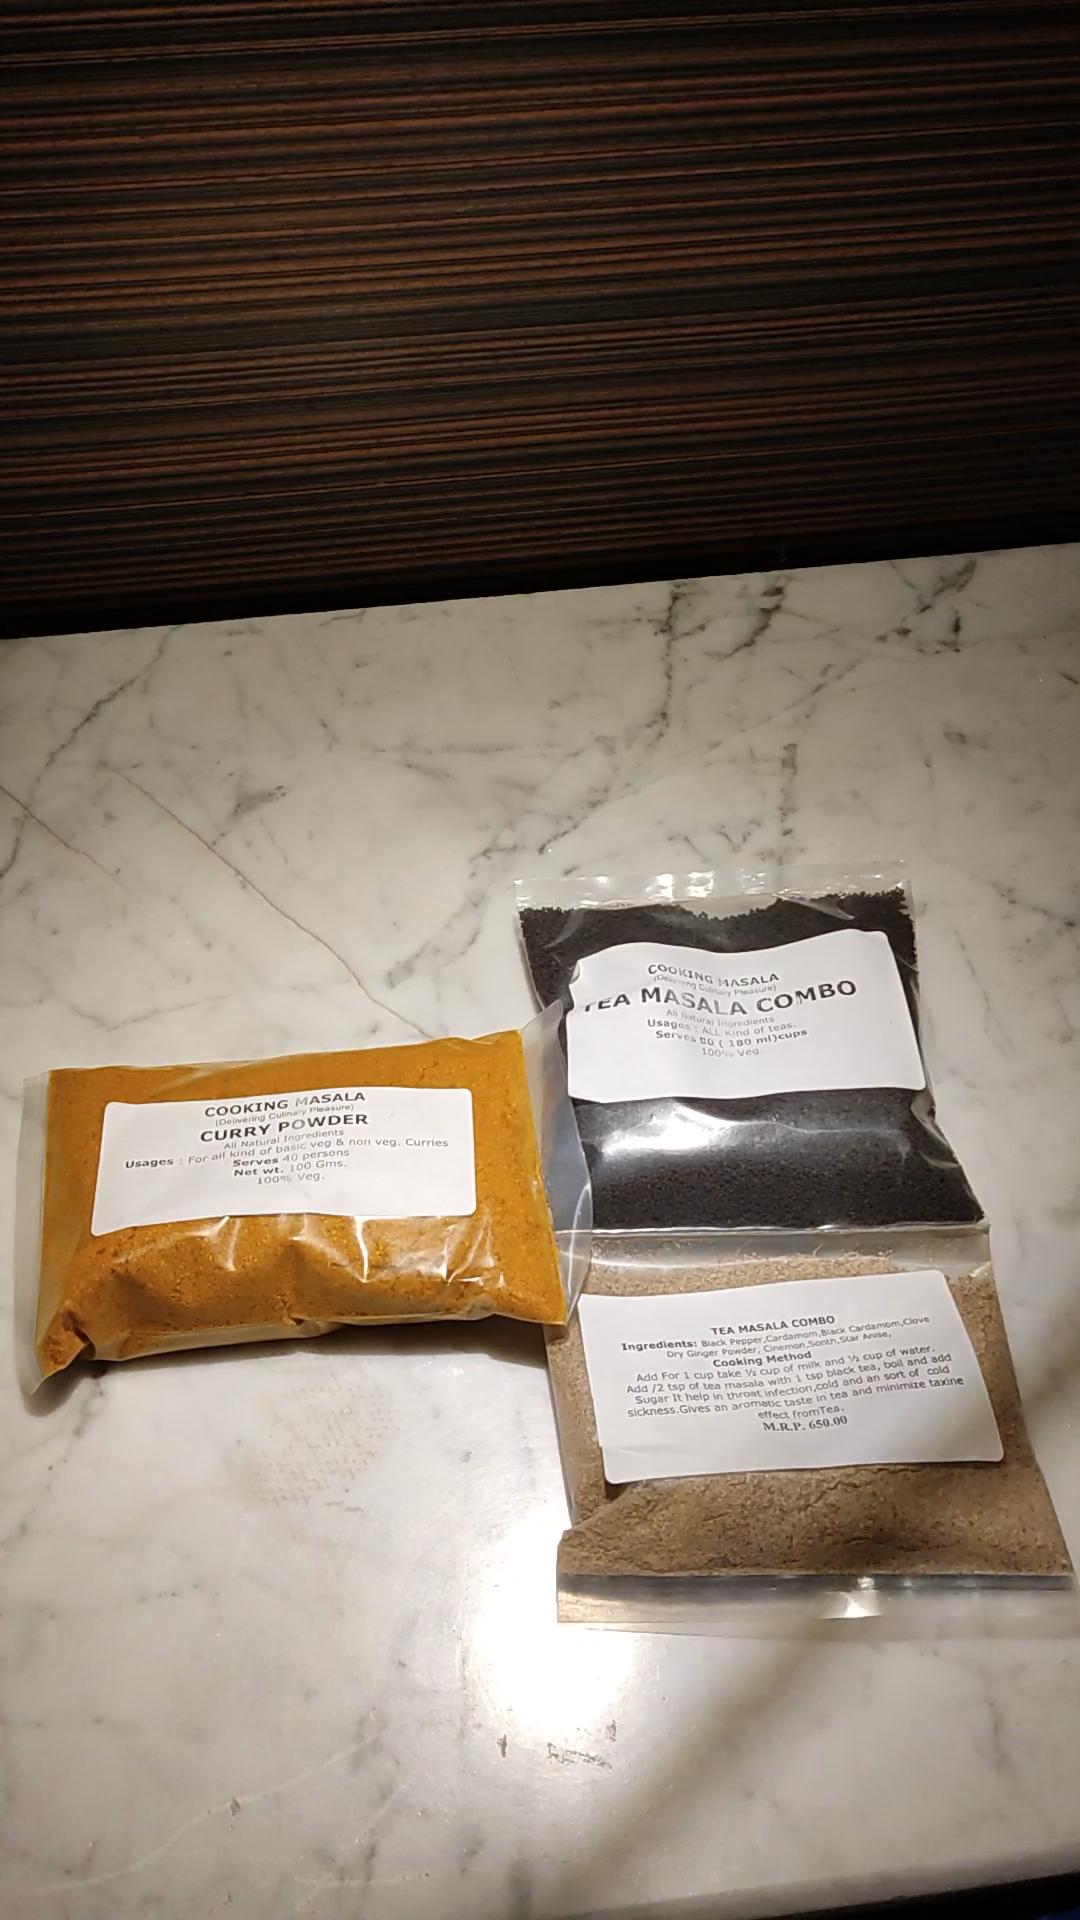 COOKING MASALA
(Delivering Culinary Pleasure)
TEA MASALA COMBO
All Natural Ingredients
Usages : ALL kind of teas.
Serves 80 ( 180 ml)cups
100% Veg.
COOKING MASALA
(Delivering Culinary Pleasure)
CURRY POWDER
All Natural Ingredients
Usages : For all kind of basic veg & non veg. Curries
Serves 40 persons
Net wt. 100 Gms.
100% Veg.
TEA MASALA COMBO
Ingredients: Black Pepper,Cardamom,Black Cardamom,Clove
Dry Ginger Powder, Cinemon,Sonth,Star Anise,
Cooking Method
Add For 1 cup take ½ cup of milk and ½ cup of water.
Add /2 tsp of tea masala with 1 tsp black tea, boil and add
Sugar It help in throat infection,cold and an sort of cold
sickness.Gives an aromatic taste in tea and minimize taxine
effect fromTea.
M.R.P. 650.00